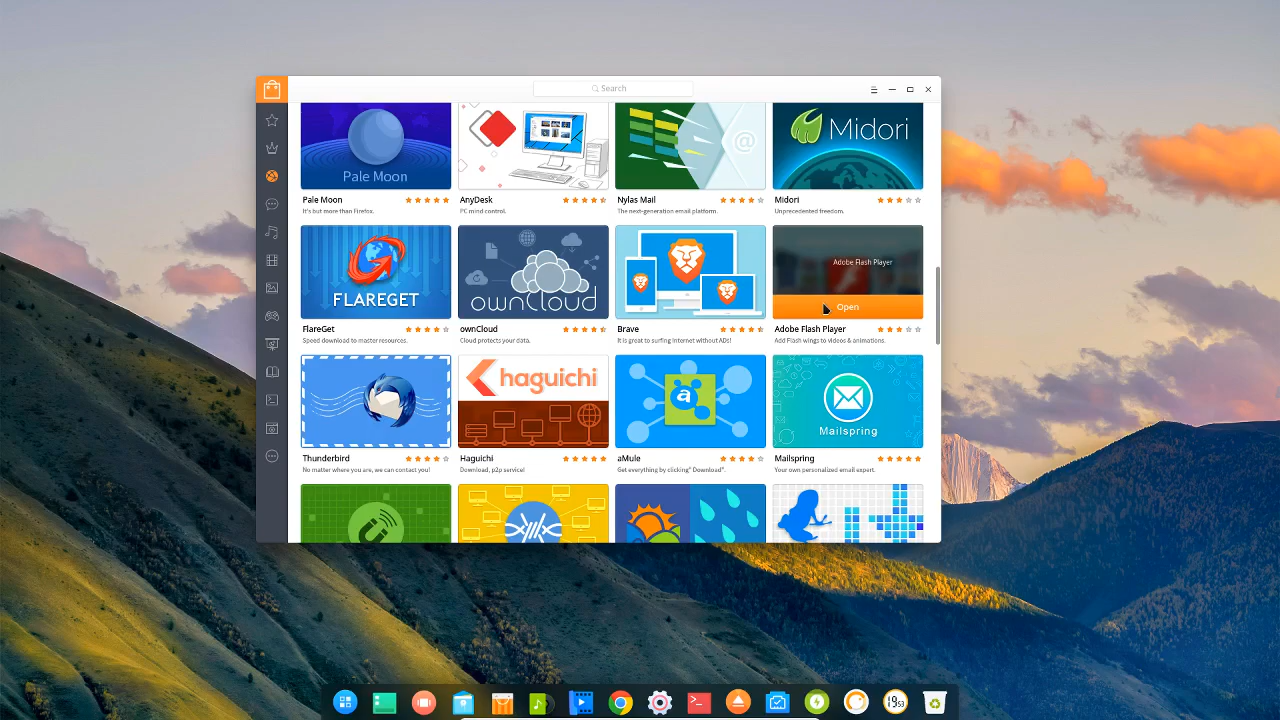 Search
Pale Moon
Midori
@
Pale Moon
It's but more than Firefox.
AnyDesk
PC mind control.
Nylas Mail
The next-generation email platform.
Midori
Unprecedented freedom.
FLAREGET
ownCloud
Adobe Flash Player
Open
FlareGet
Speed download to master resources.
ownCloud
Cloud protects your data.
Brave
It is great to surfing Internet without ADs!
Adobe Flash Player
Add Flash wings to videos & animations.
haguichi
a
Mailspring
Thunderbird
No matter where you are, we can contact you!
Haguichi
Download, p2p service!
aMule
Get everything by clicking" Download".
Mailspring
Your own personalized email expert.
19 53